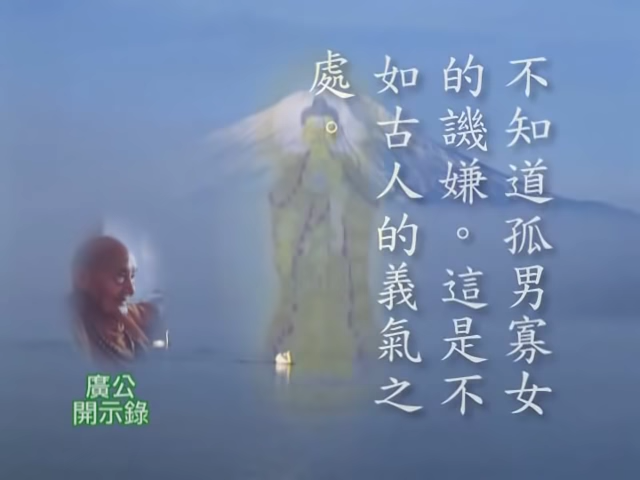 不知道孤男寡女
的譏嫌。這是不
如古人的義氣之
處。
廣公
開示錄